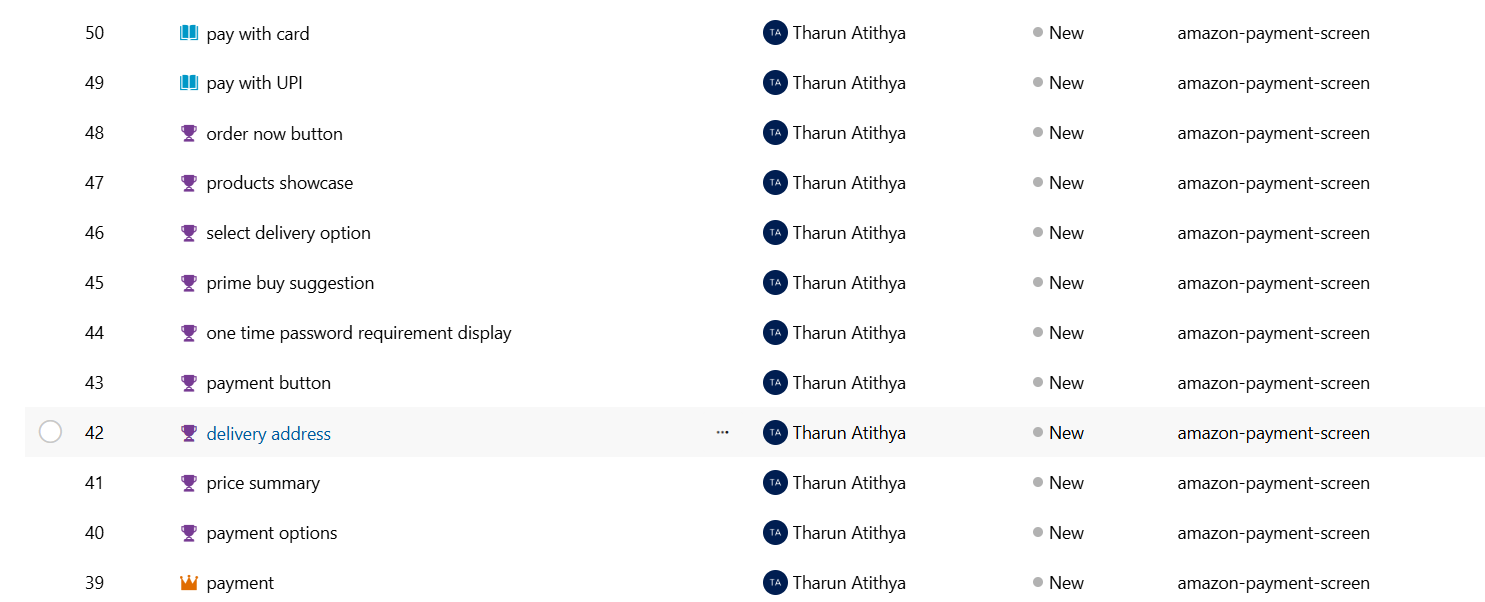 50 pay with card TA Tharun Atithya New amazon-payment-screen
49 pay with UPI TA Tharun Atithya New amazon-payment-screen
48 order now button TA Tharun Atithya New amazon-payment-screen
47 products showcase TA Tharun Atithya New amazon-payment-screen
46 select delivery option TA Tharun Atithya New amazon-payment-screen
45 prime buy suggestion TA Tharun Atithya New amazon-payment-screen
44 one time password requirement display TA Tharun Atithya New amazon-payment-screen
43 payment button TA Tharun Atithya New amazon-payment-screen
42 delivery address ... TA Tharun Atithya New amazon-payment-screen
41 price summary TA Tharun Atithya New amazon-payment-screen
40 payment options TA Tharun Atithya New amazon-payment-screen
39 payment TA Tharun Atithya New amazon-payment-screen